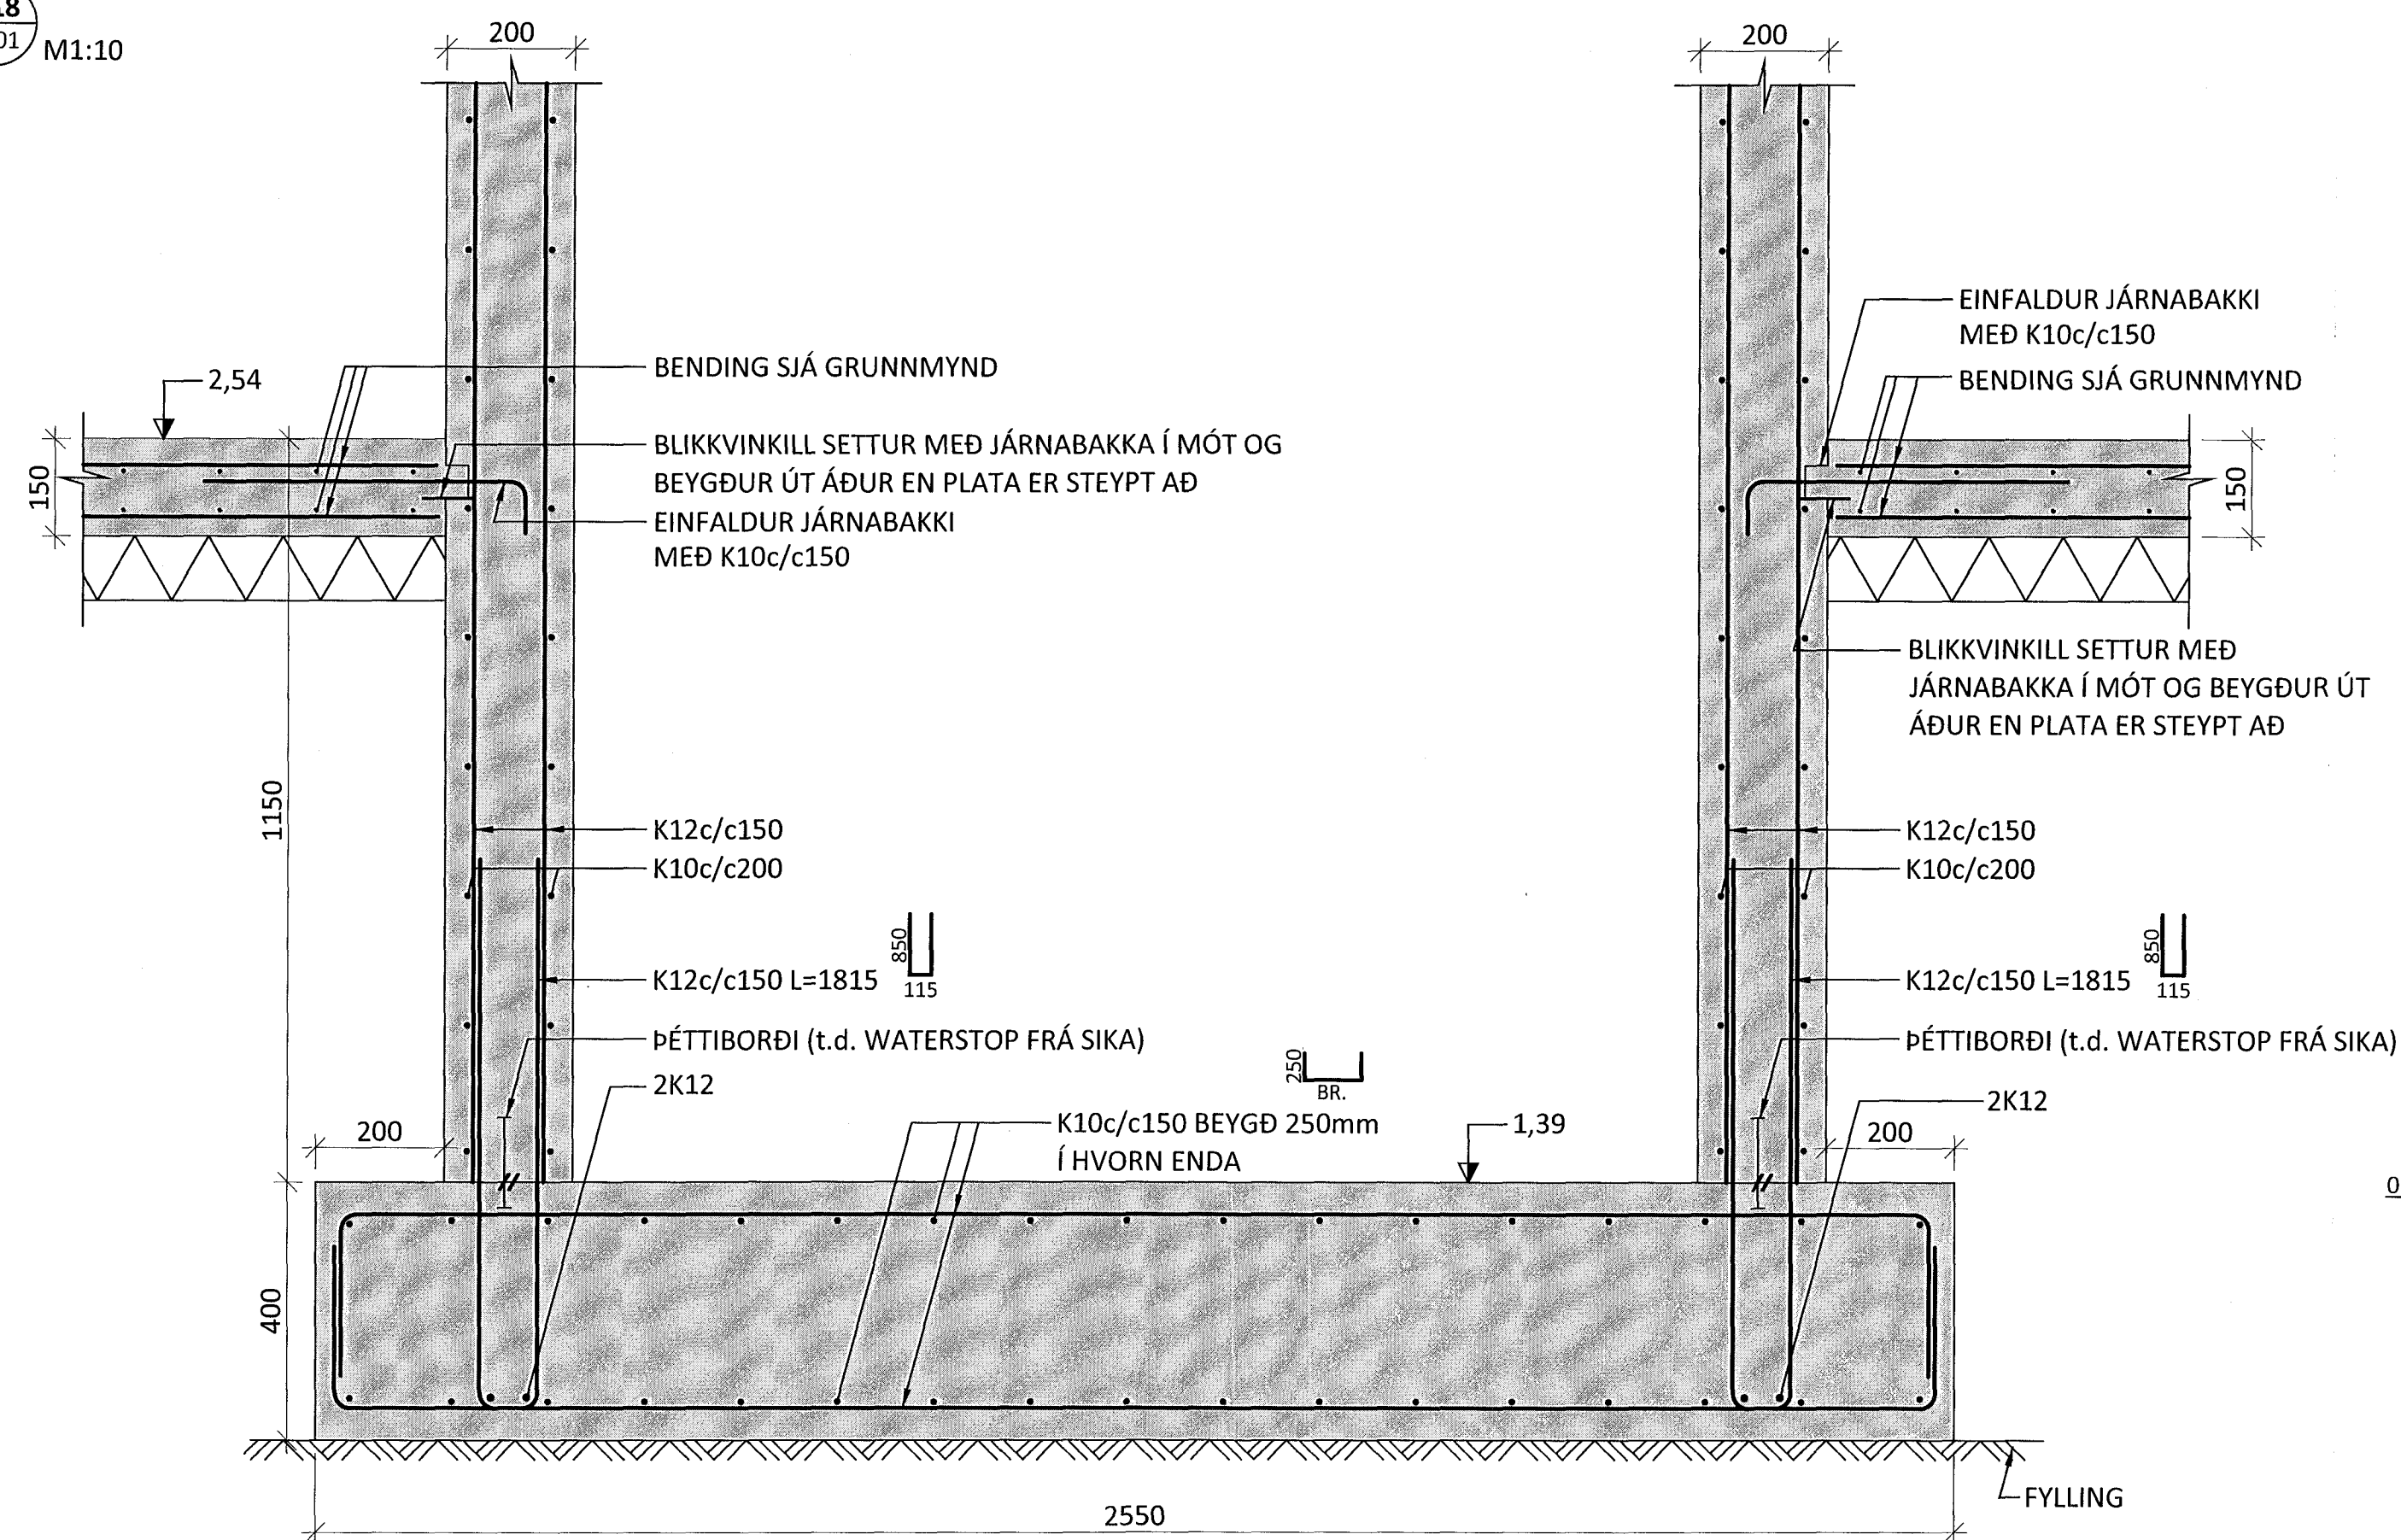 18
01
M1:10
200
200
EINFALDUR JÁRNABAKKI
MEÐ K10c/c150
BENDING SJÁ GRUNNMYND
2,54
BENDING SJÁ GRUNNMYND
BLIKKVINKILL SETTUR MEÐ JÁRNABAKKA Í MÓT OG
BEYGÐUR ÚT ÁÐUR EN PLATA ER STEYPT AÐ
EINFALDUR JÁRNABAKKI
MEÐ K10c/c150
150
150
BLIKKVINKILL SETTUR MEÐ
JÁRNABAKKA Í MÓT OG BEYGÐUR ÚT
ÁÐUR EN PLATA ER STEYPT AÐ
1150
K12c/c150
K10c/c200
K12c/c150
K10c/c200
850
K12c/c150 L=1815
115
850
K12c/c150 L=1815
115
ÞÉTTIBORÐI (t.d. WATERSTOP FRÁ SIKA)
ÞÉTTIBORÐI (t.d. WATERSTOP FRÁ SIKA)
2K12
250
BR.
2K12
200
K10c/c150 BEYGÐ 250mm
Í HVORN ENDA
1,39
200
400
FYLLING
2550